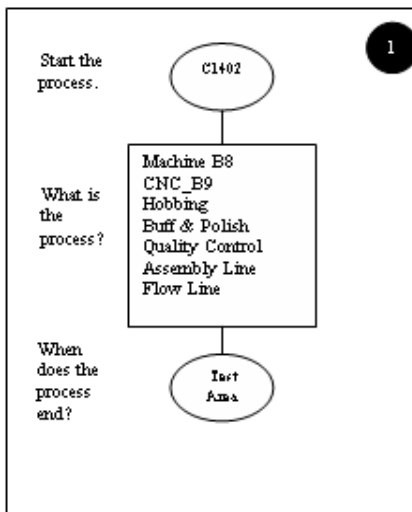 Start the
process.
C1402
1
What is
the
process?
Machine B8
CNC_B9
Hobbing
Buff & Polish
Quality Control
Assembly Line
Flow Line
When
does the
process
end?
Test
Area